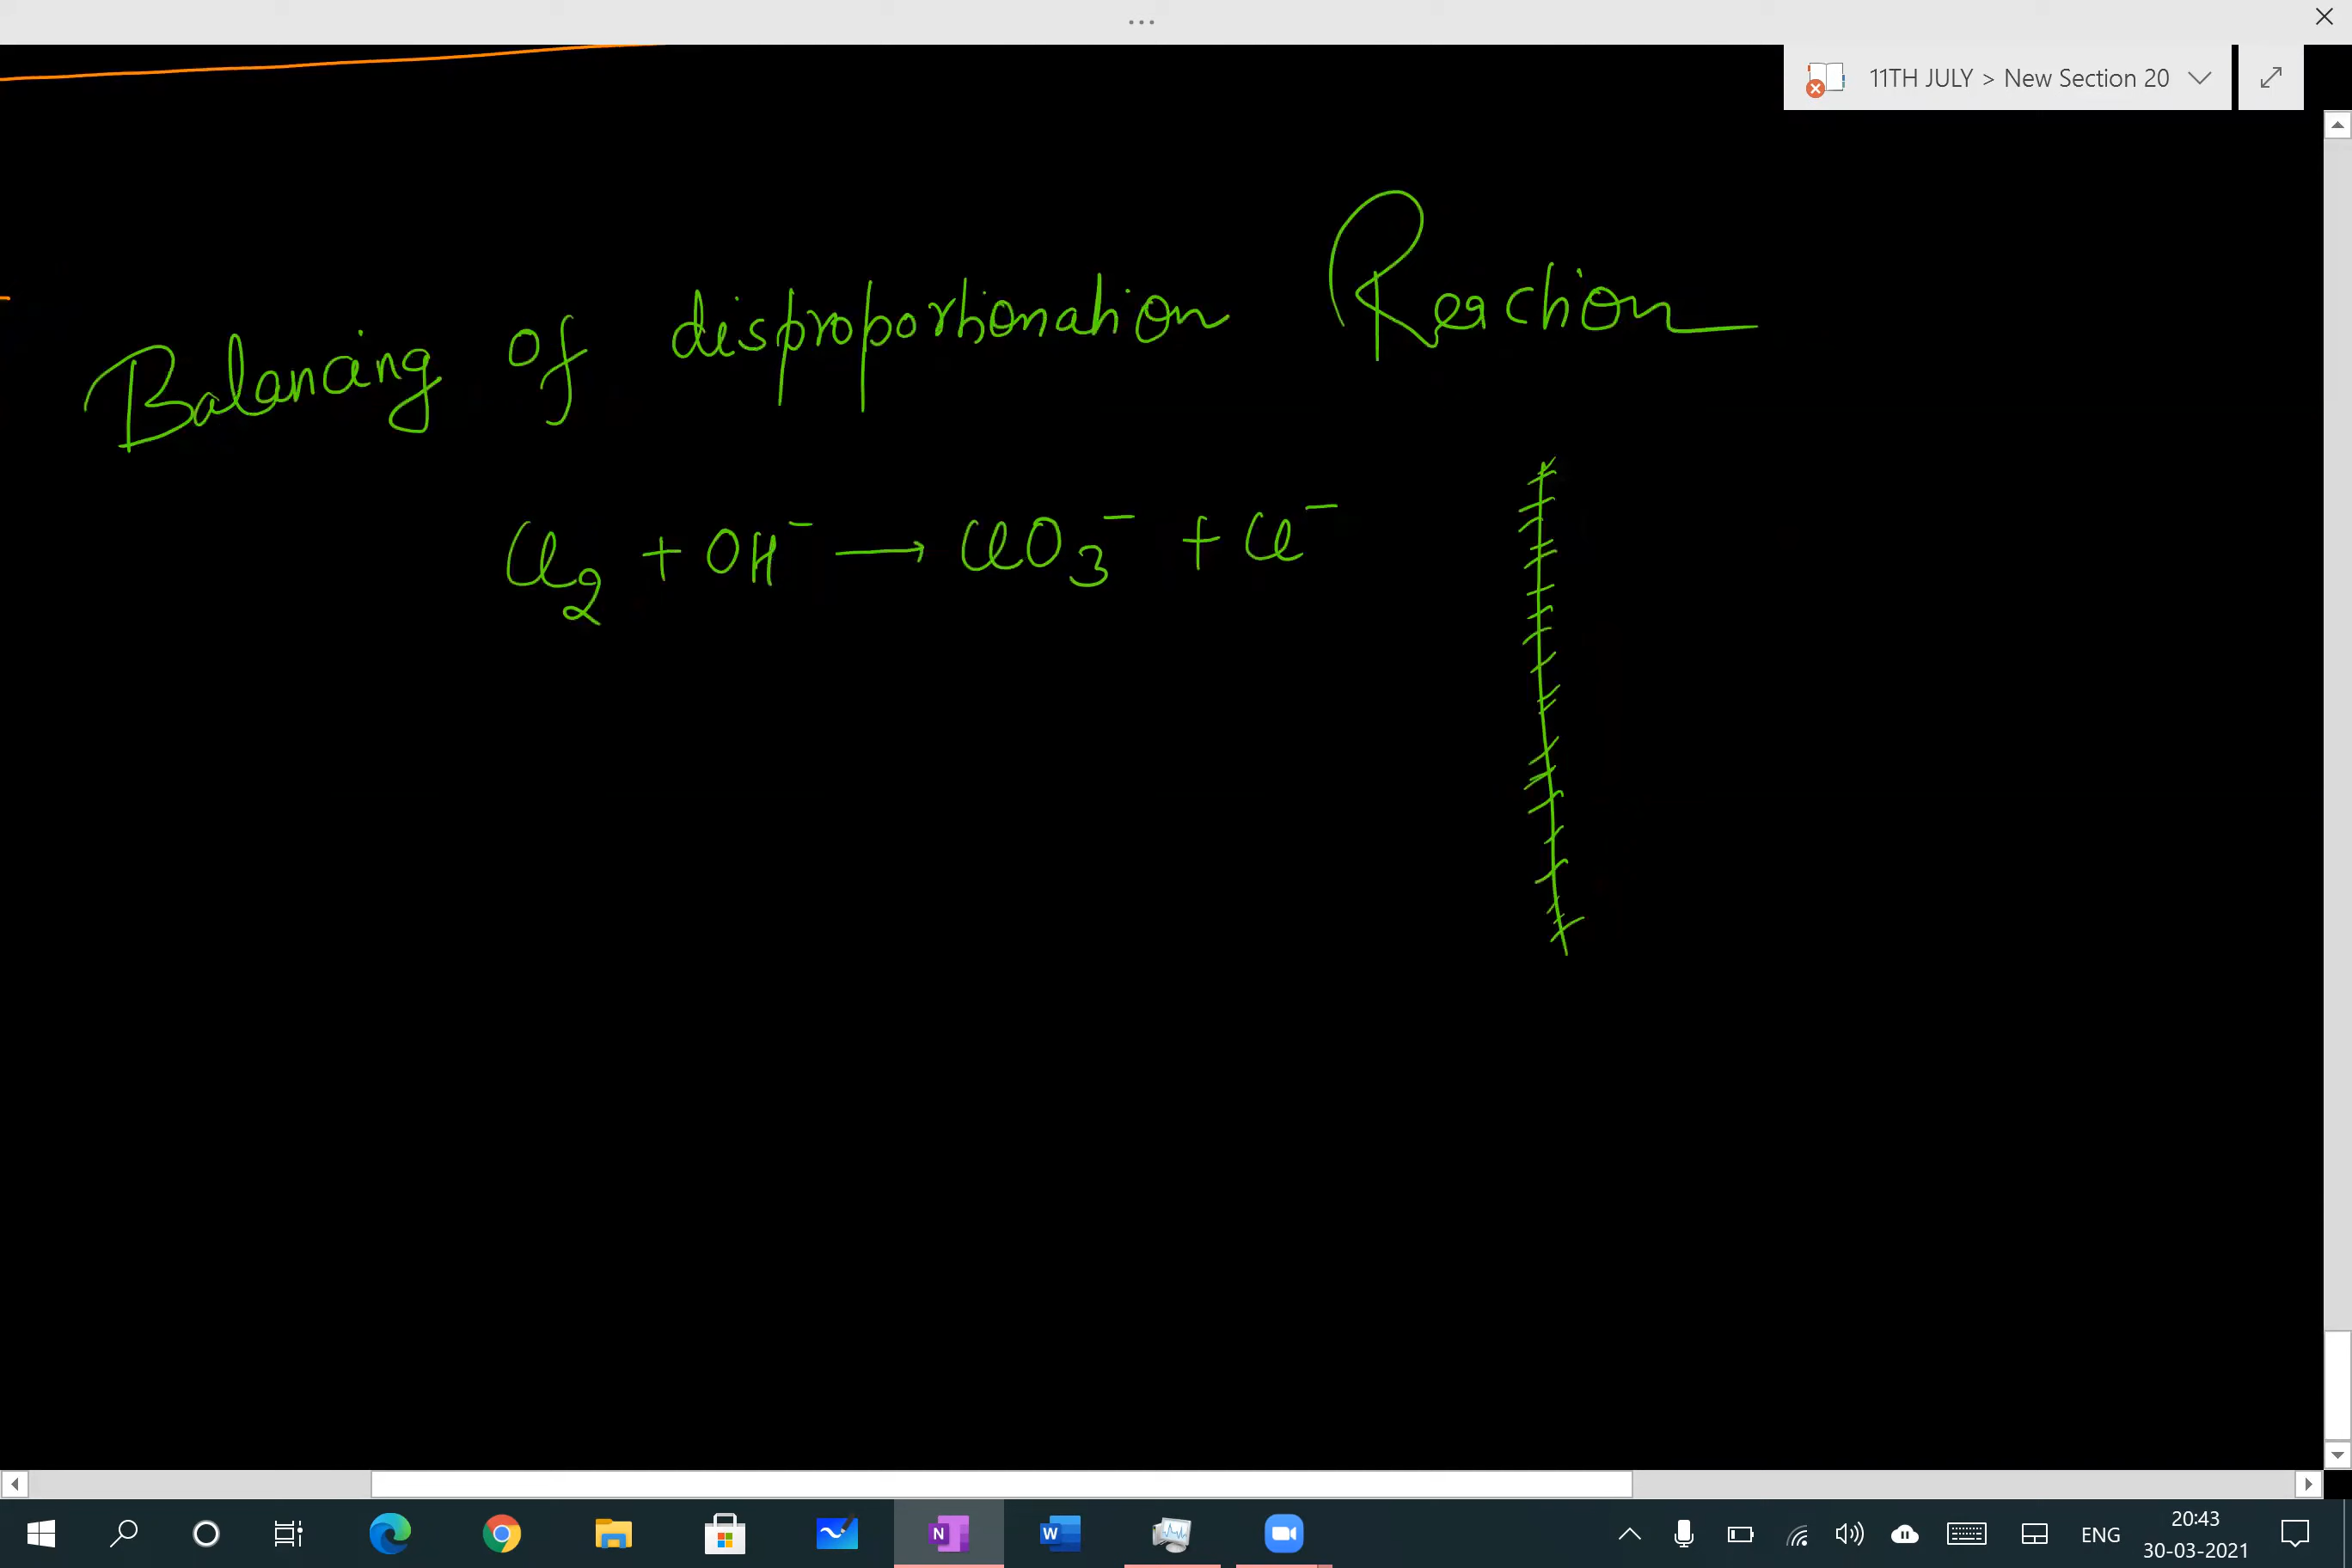 11TH JULY > New Section 20
Balancing of disproportionation Reaction
Cl₂ + OH⁻ → ClO₃⁻ + Cl⁻
ENG
20:43
30-03-2021